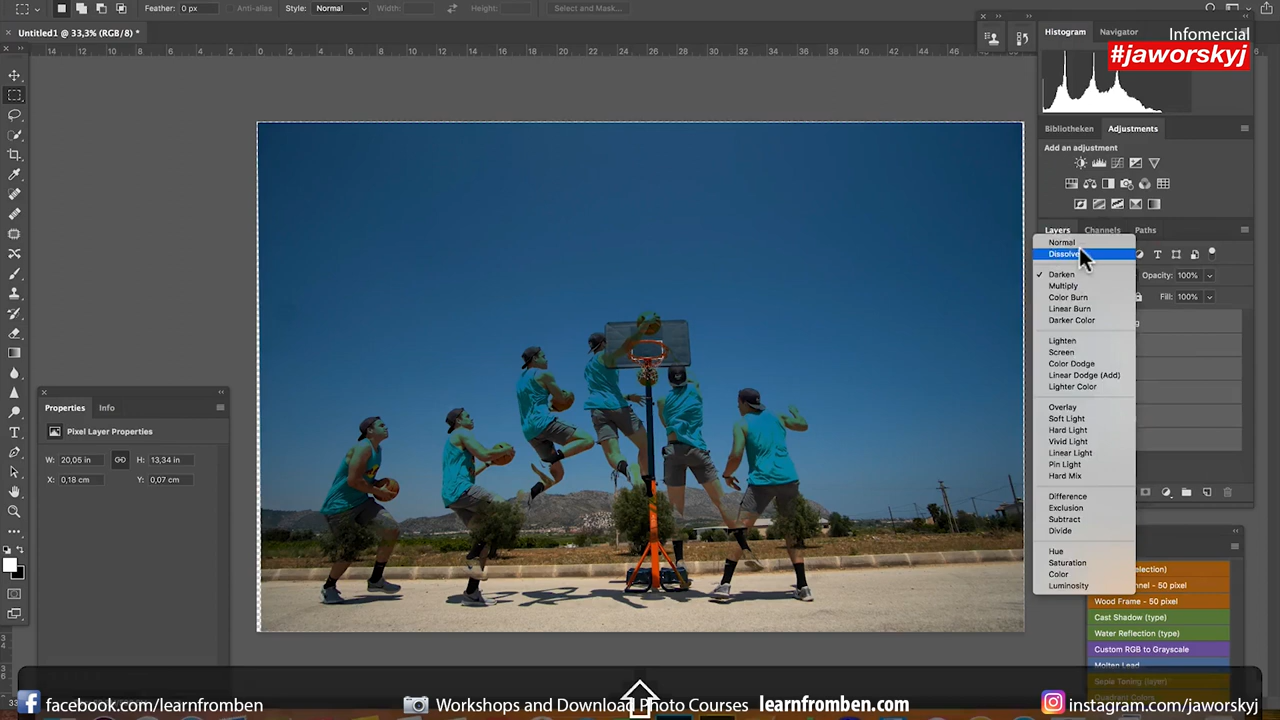 Feather: 0 px
Anti-alias
Style: Normal
Width:
Height:
Select and Mask...
Untitled1 @ 33,3% (RGB/8) *
Histogram
Navigator
Infomercial
#jaworskyj
Bibliotheken
Adjustments
Add an adjustment
Layers
Channels
Paths
Normal
Dissolve
Darken
Multiply
Color Burn
Linear Burn
Darker Color
Lighten
Screen
Color Dodge
Linear Dodge (Add)
Lighter Color
Overlay
Soft Light
Hard Light
Vivid Light
Linear Light
Pin Light
Hard Mix
Difference
Exclusion
Subtract
Divide
Hue
Saturation
Color
Luminosity
Opacity: 100%
Fill: 100%
Properties
Info
Pixel Layer Properties
W: 20,05 cm
H: 13,34 in
X: 0,18 cm
Y: 0,07 cm
Wood Frame - 50 pixel
Cast Shadow (type)
Water Reflection (type)
Custom RGB to Grayscale
Molten Lead
Sepia Toning (layer)
Quadrant Colors
facebook.com/learnfromben
Workshops and Download Photo Courses learnfromben.com
instagram.com/jaworskyj